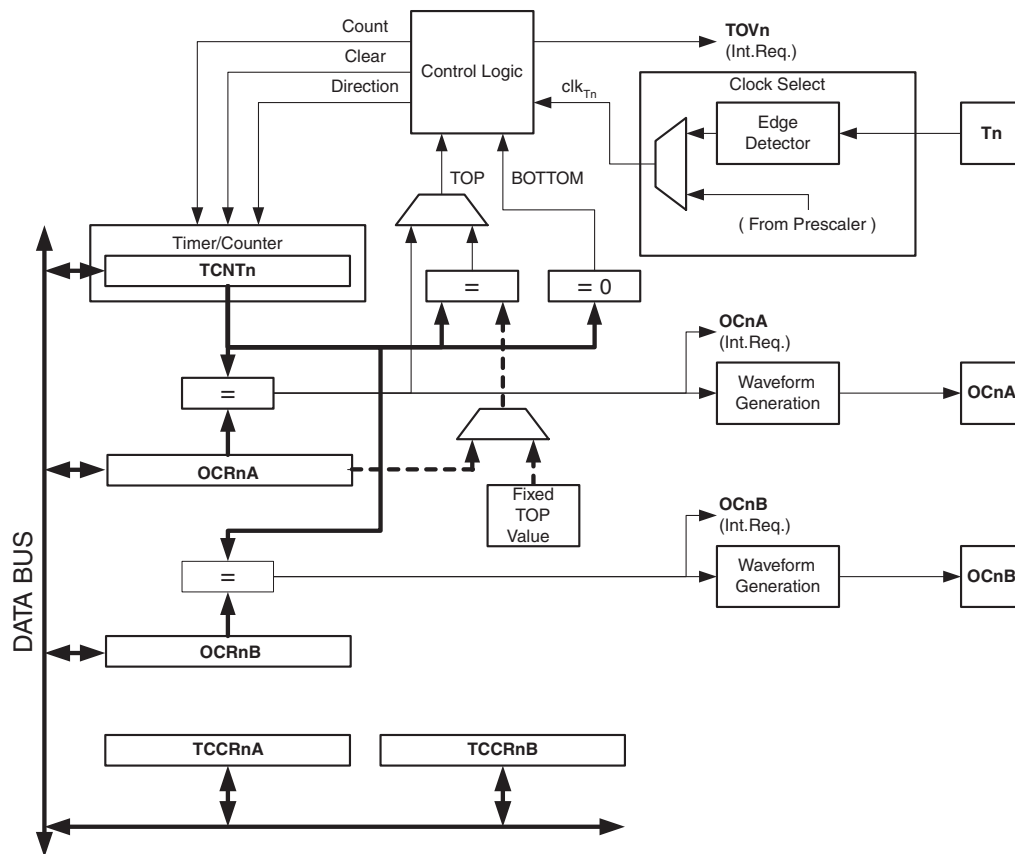 Count
Clear
Direction
Control Logic
TOVn
(Int.Req.)
clkTn
Clock Select
Edge
Detector
Tn
( From Prescaler )
TOP
BOTTOM
Timer/Counter
TCNTn
=
= 0
OCnA
(Int.Req.)
=
Waveform
Generation
OCnA
OCRnA
Fixed
TOP
Value
OCnB
(Int.Req.)
=
Waveform
Generation
OCnB
OCRnB
DATA BUS
TCCRnA
TCCRnB